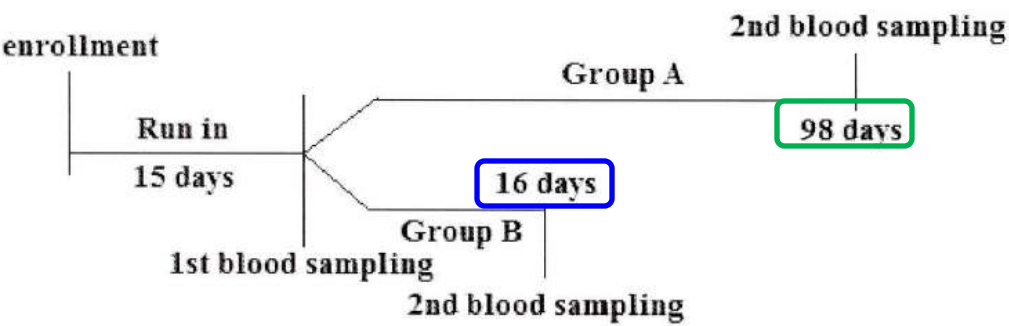 2nd blood sampling
enrollment
Group A
Run in
98 days
15 days
16 days
Group B
1st blood sampling
2nd blood sampling